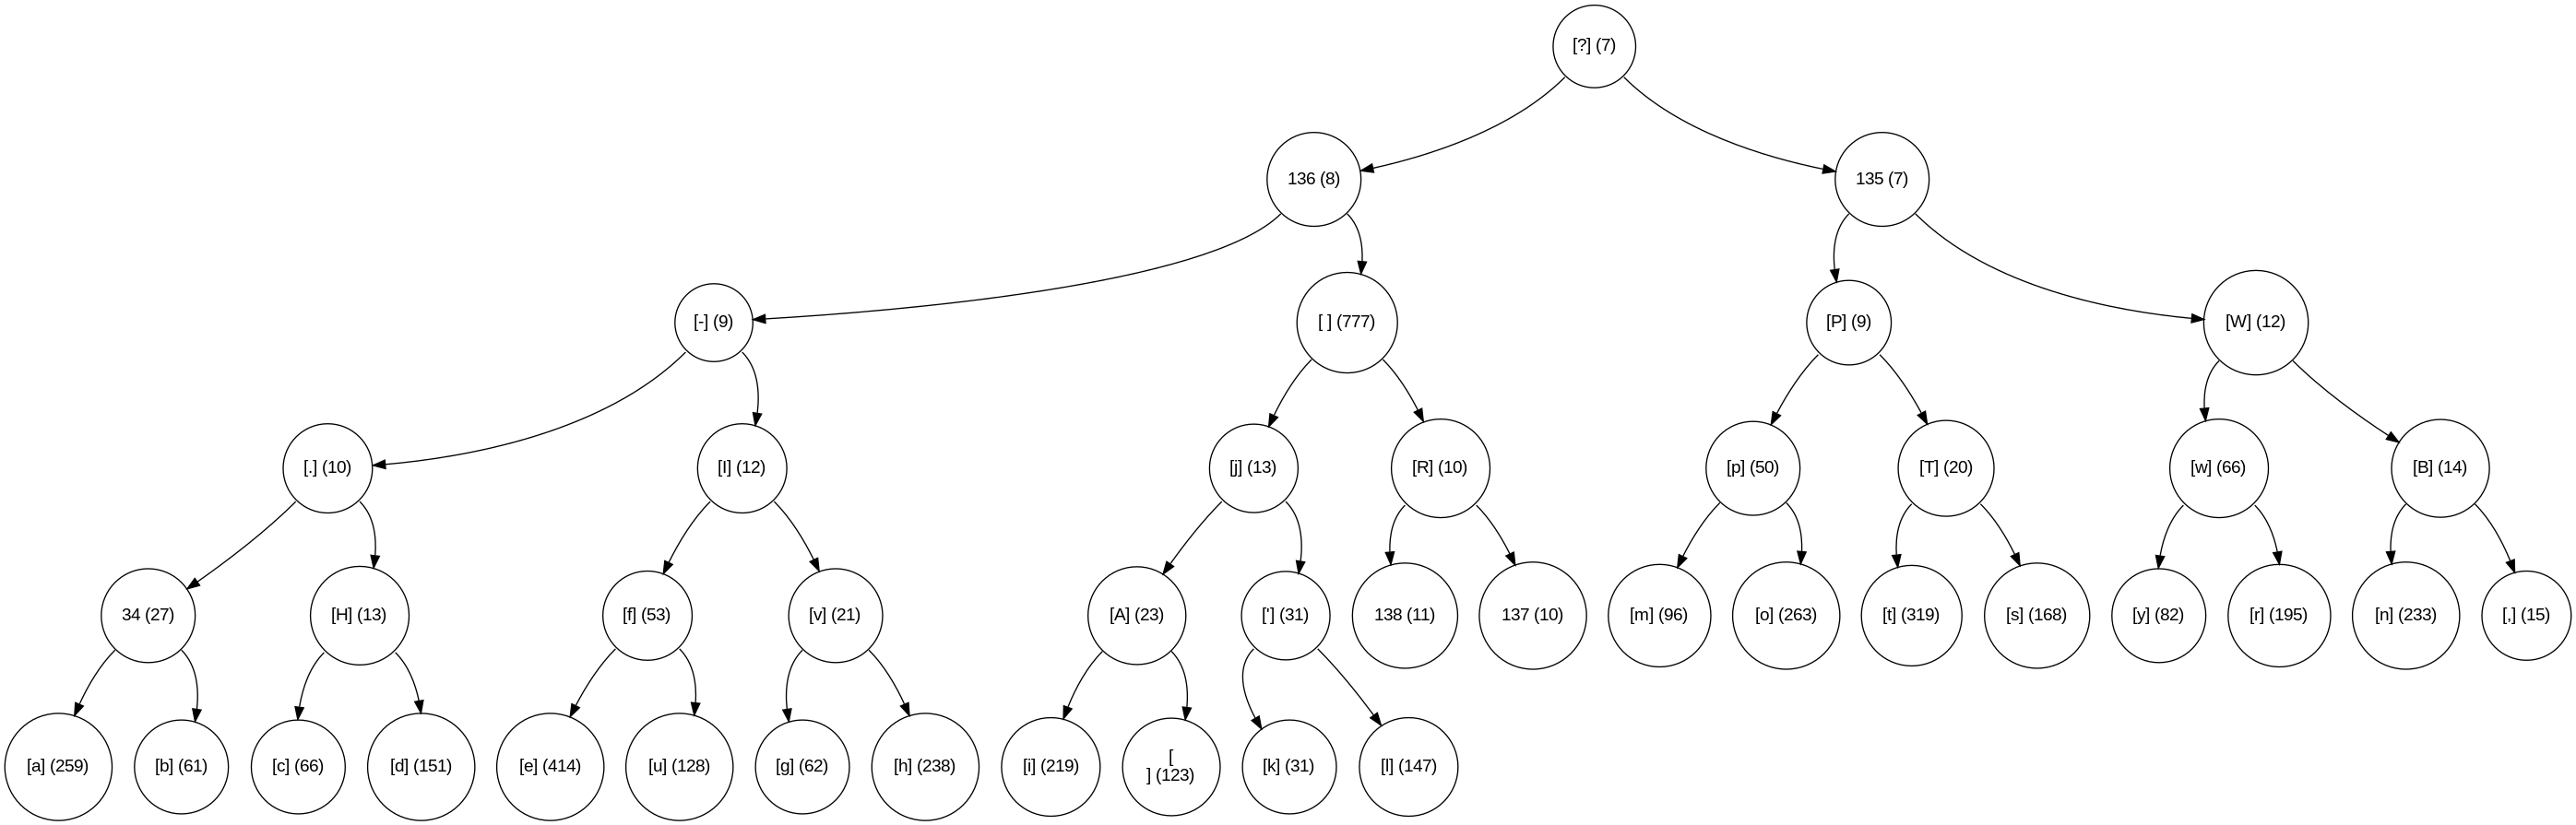 [?] (7)
136 (8)
135 (7)
[-] (9)
[ ] (777)
[P] (9)
[W] (12)
[.] (10)
[I] (12)
[j] (13)
[R] (10)
[p] (50)
[T] (20)
[w] (66)
[B] (14)
34 (27)
[H] (13)
[f] (53)
[v] (21)
[A] (23)
['] (31)
138 (11)
137 (10)
[m] (96)
[o] (263)
[t] (319)
[s] (168)
[y] (82)
[r] (195)
[n] (233)
[,] (15)
[a] (259)
[b] (61)
[c] (66)
[d] (151)
[e] (414)
[u] (128)
[g] (62)
[h] (238)
[i] (219)
[
] (123)
[k] (31)
[l] (147)